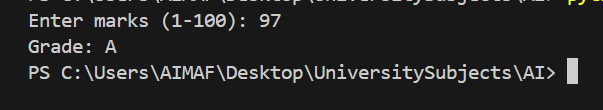 Enter marks (1-100): 97
Grade: A
PS C:\Users\AIMAF\Desktop\UniversitySubjects\AI>